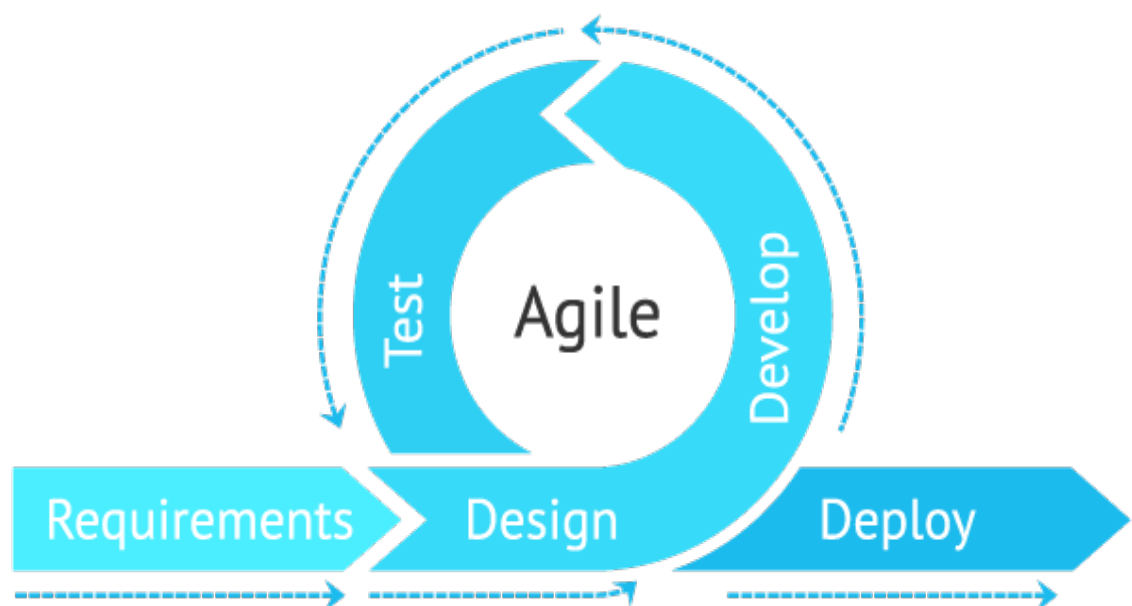 Agile
Test
Develop
Requirements
Design
Deploy